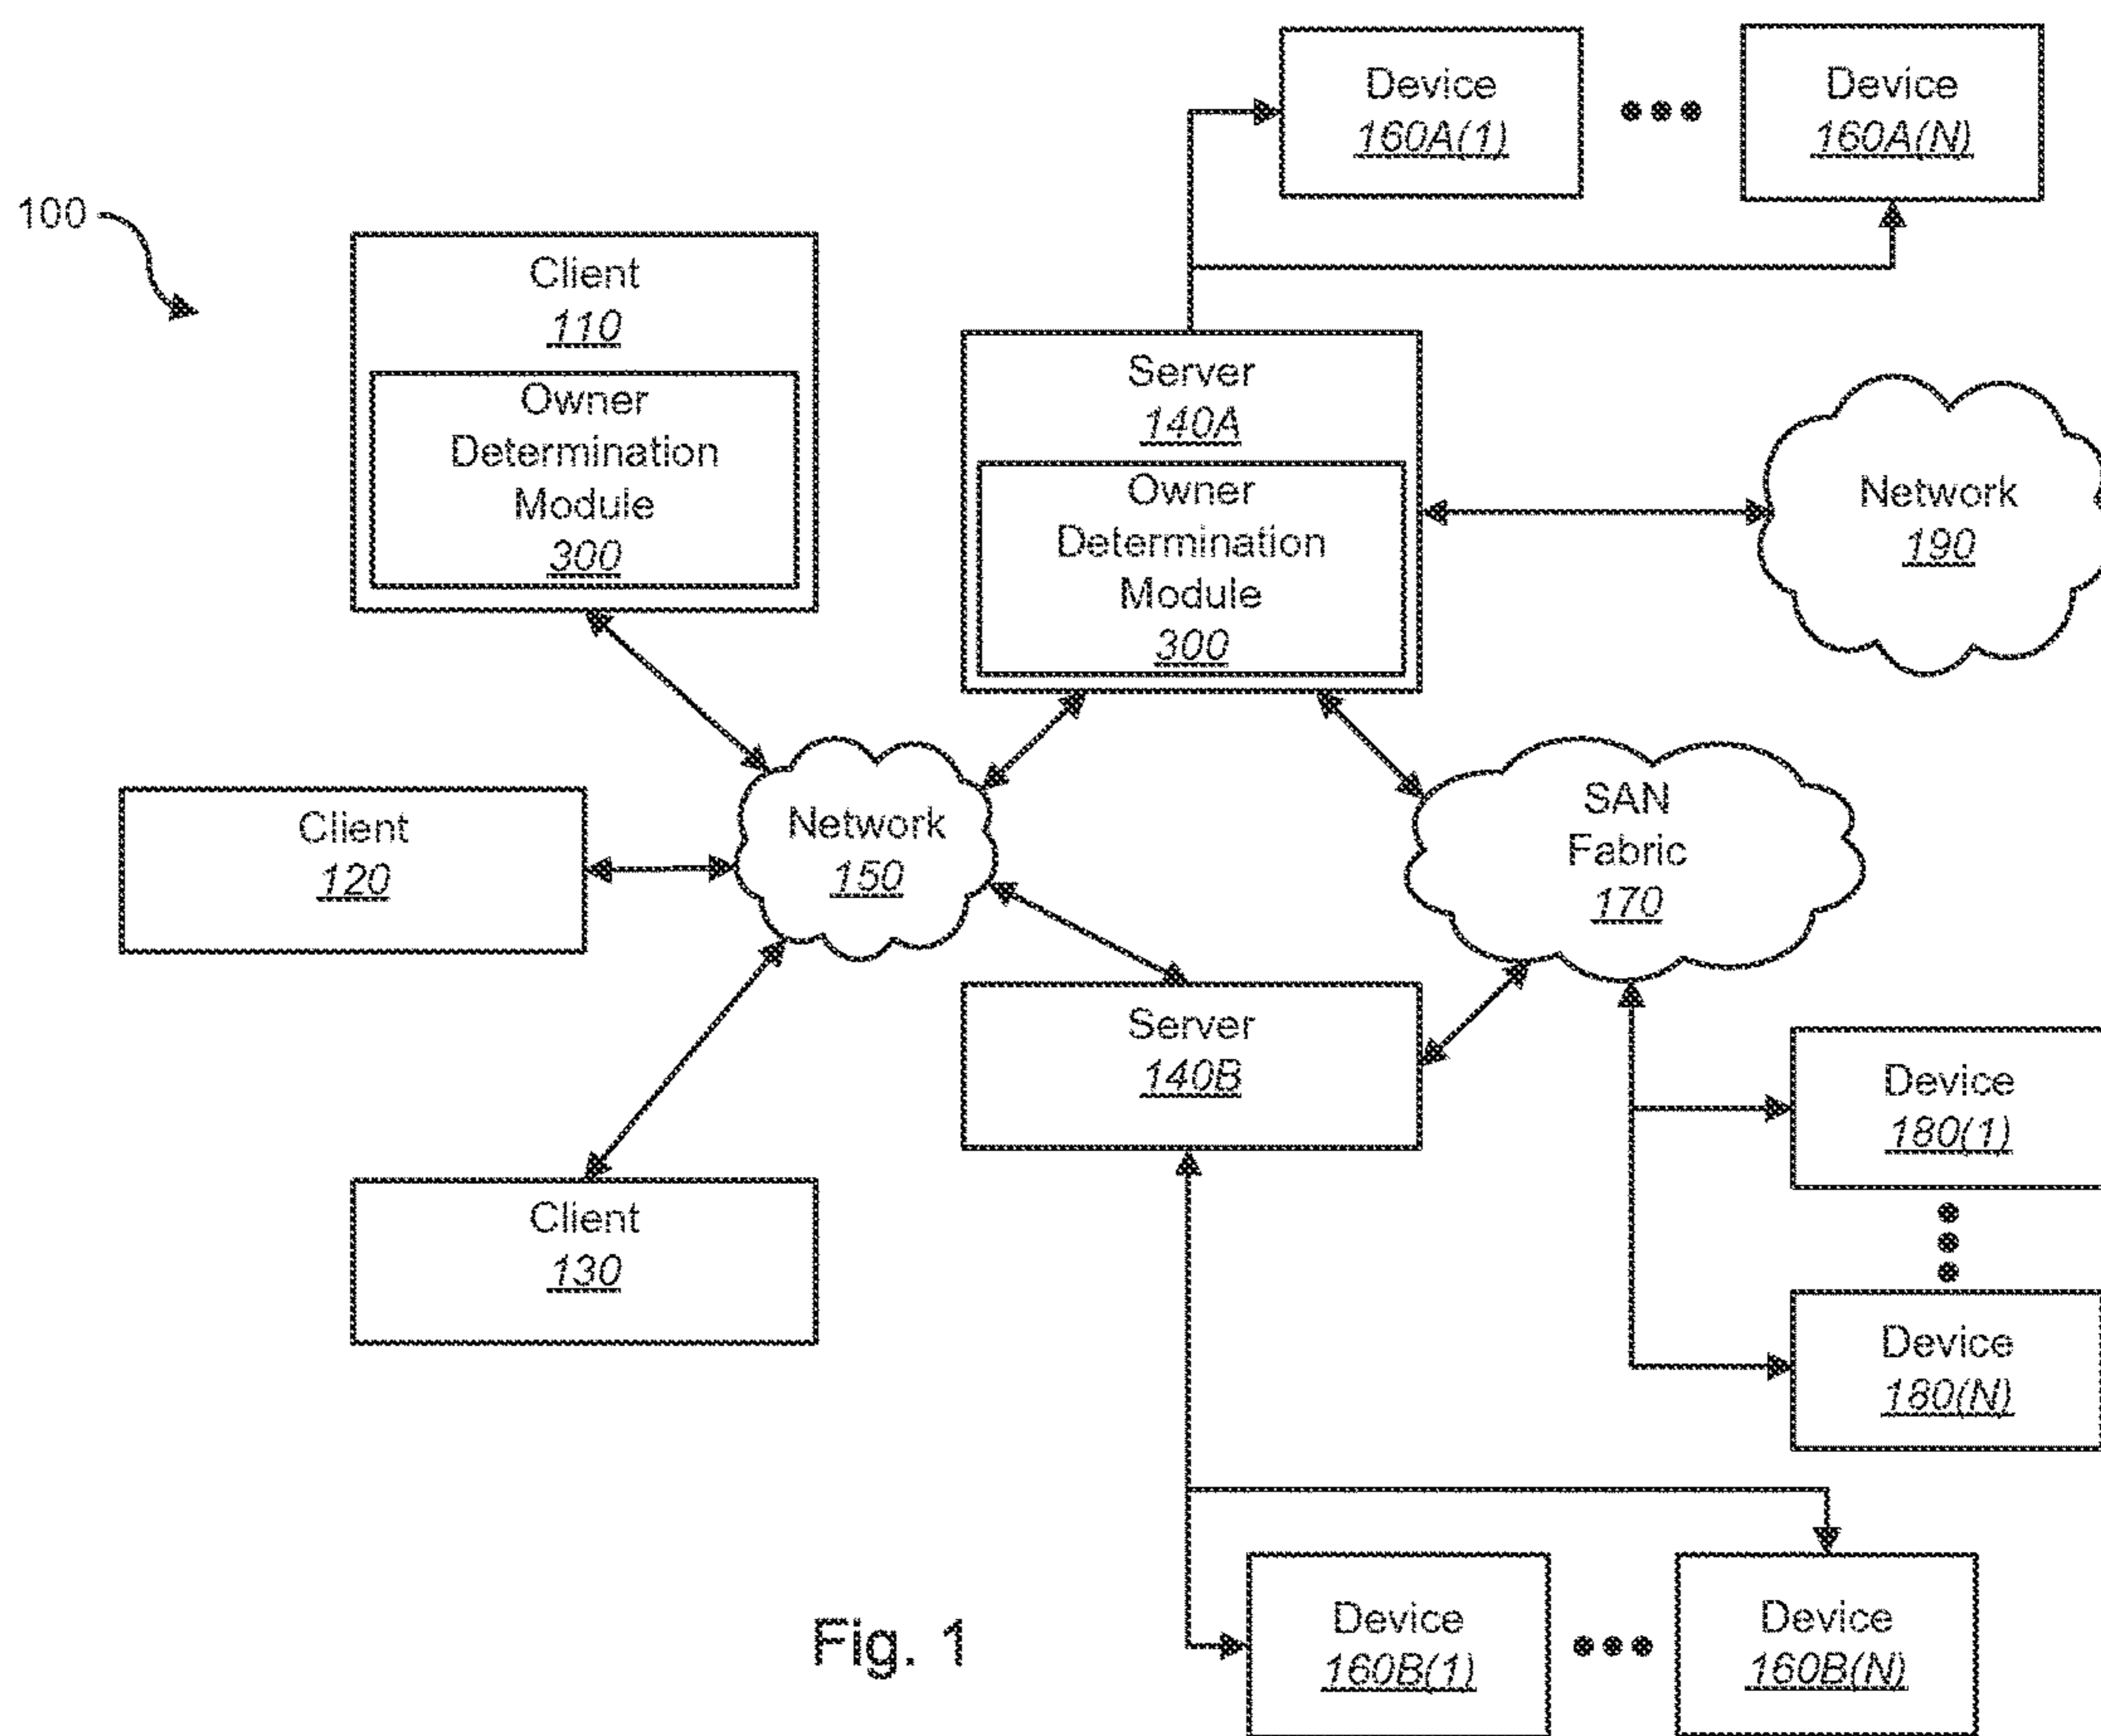 Device
160A(1)
Device
160A(N)
100
Client
110
Owner
Determination
Module
300
Server
140A
Owner
Determination
Module
300
Network
190
Client
120
Network
150
SAN
Fabric
170
Server
140B
Device
180(1)
Client
130
Device
180(N)
Device
160B(1)
Device
160B(N)
Fig. 1